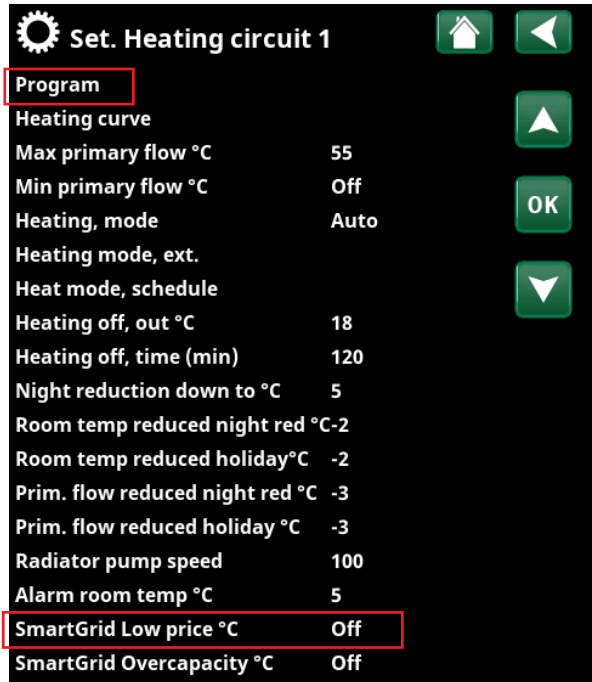 Set. Heating circuit 1
Program
Heating curve
Max primary flow °C 55
Min primary flow °C Off
OK
Heating, mode Auto
Heating mode, ext.
Heat mode, schedule
Heating off, out °C 18
Heating off, time (min) 120
Night reduction down to °C 5
Room temp reduced night red °C-2
Room temp reduced holiday°C -2
Prim. flow reduced night red °C -3
Prim. flow reduced holiday °C -3
Radiator pump speed 100
Alarm room temp °C 5
SmartGrid Low price °C Off
SmartGrid Overcapacity °C Off